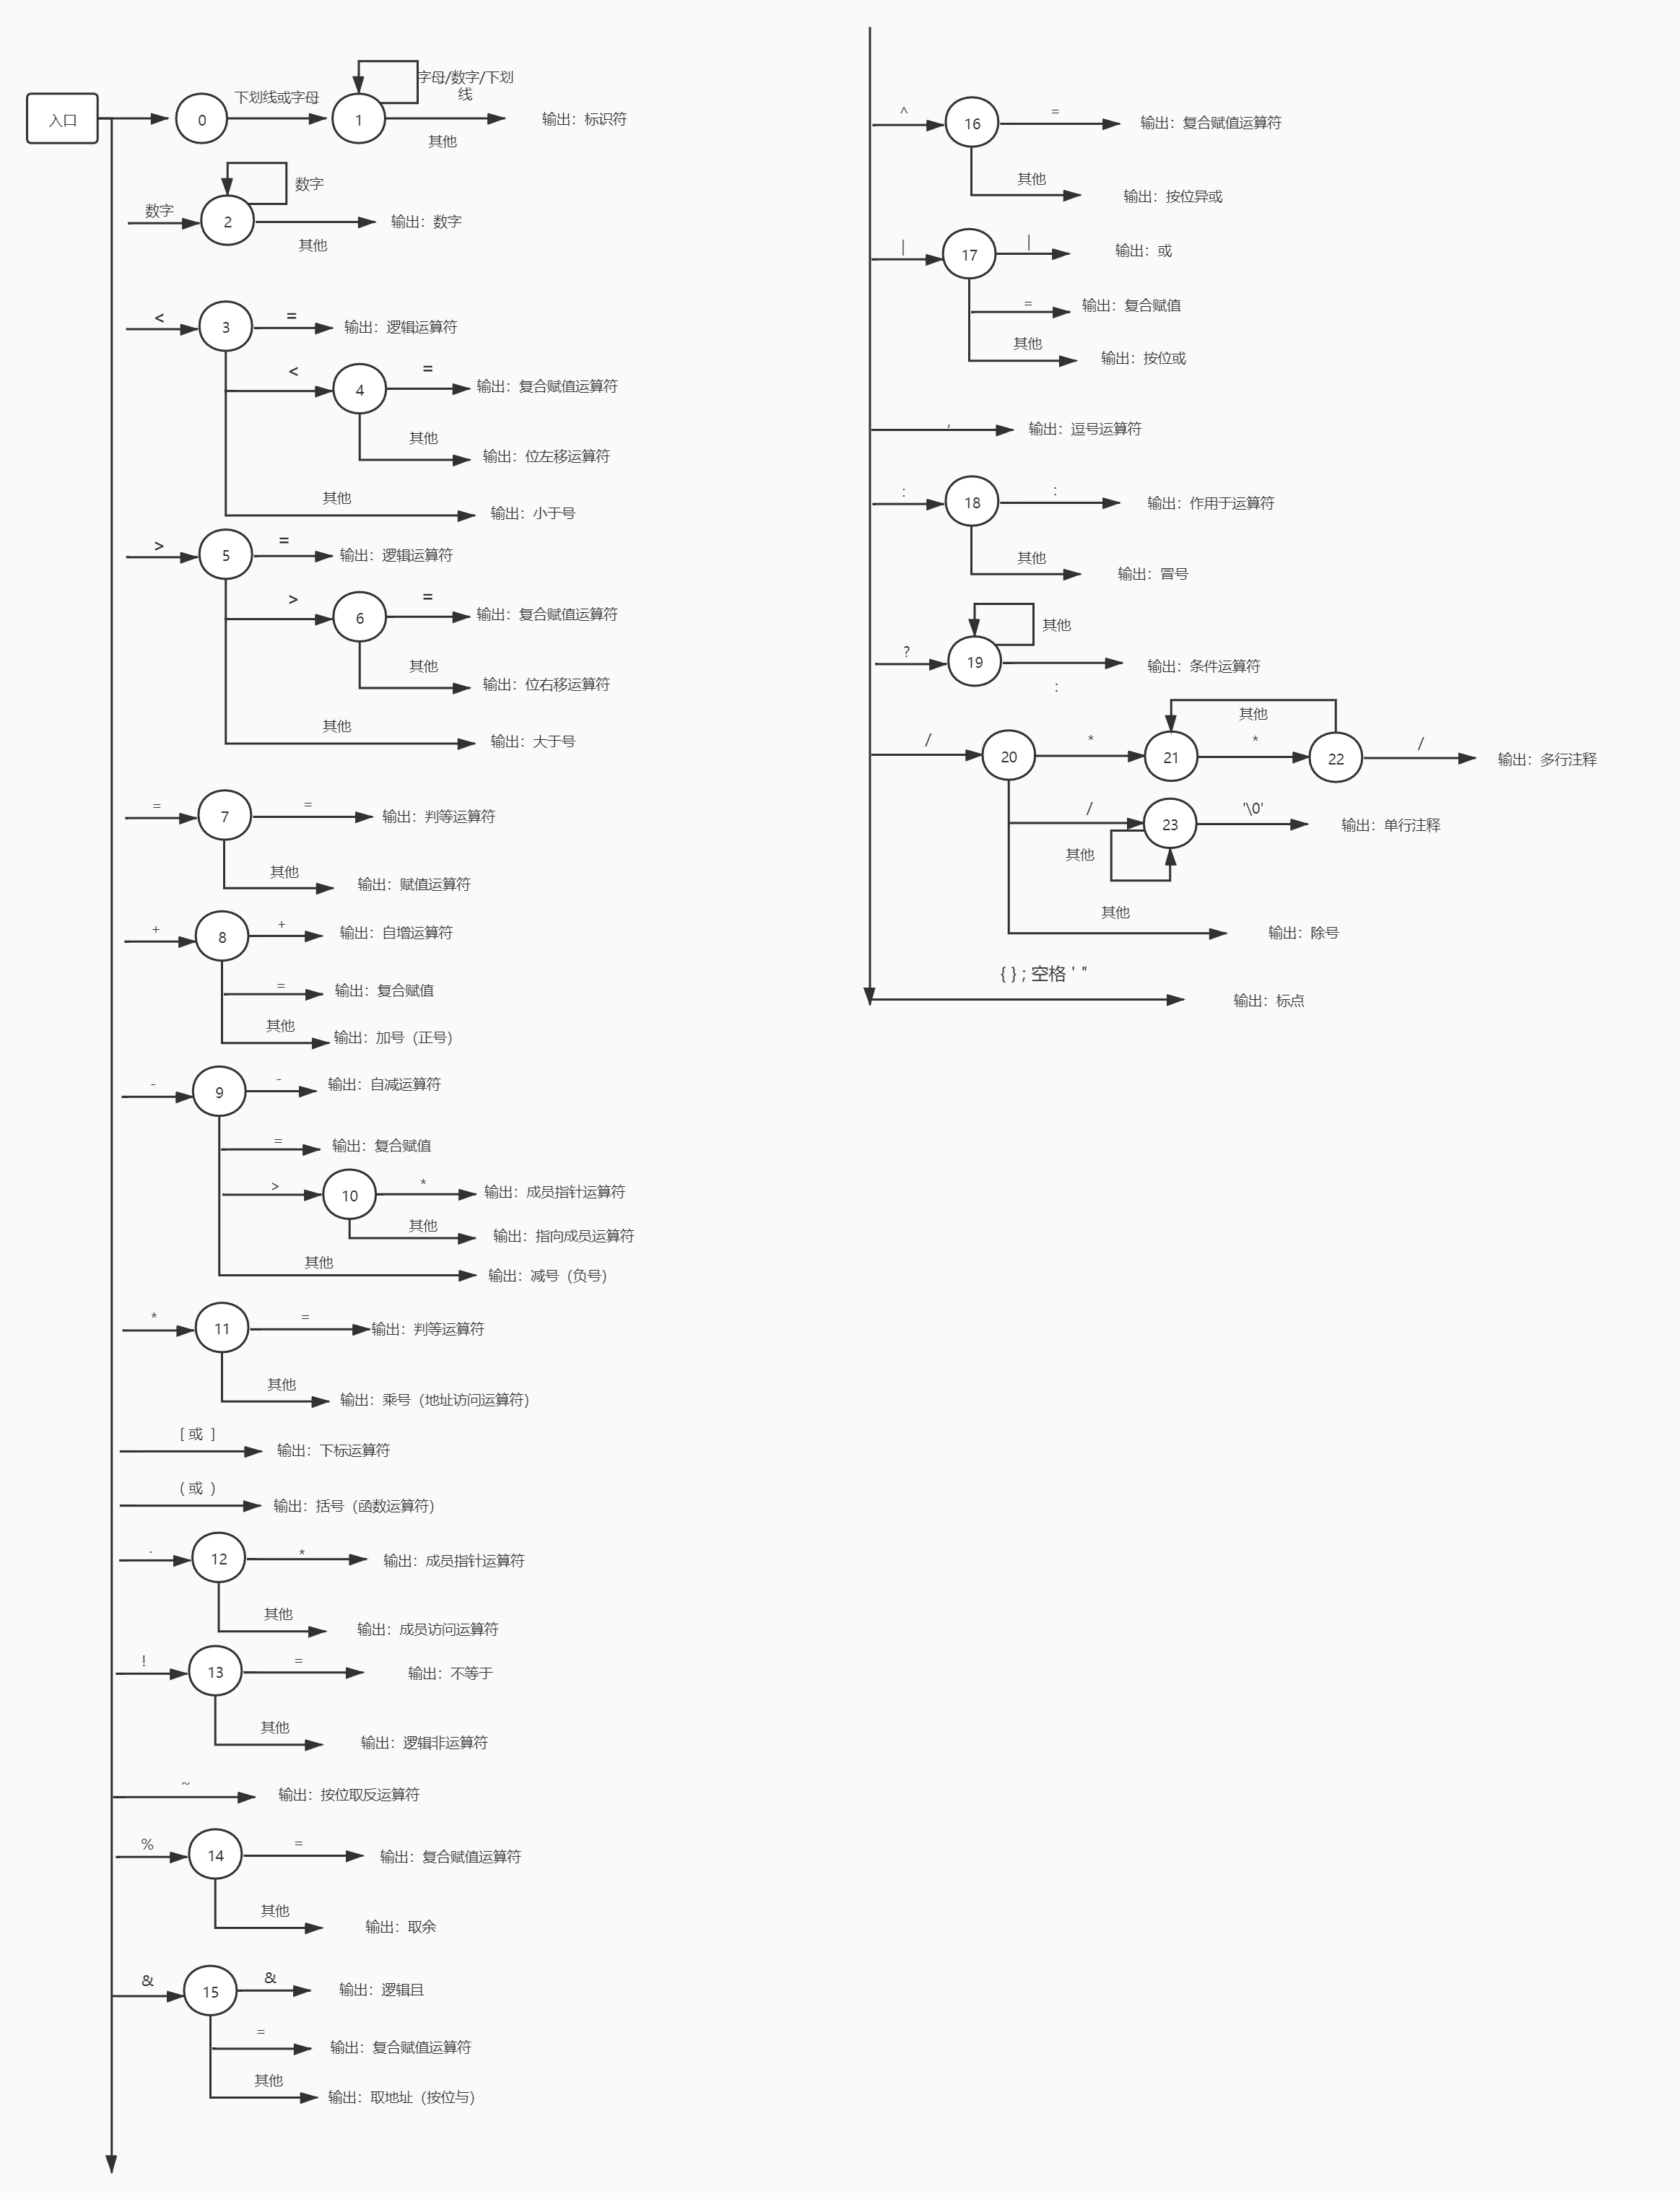 入口
0
下划线或字母
1
字母/数字/下划
线
其他
输出：标识符
数字
2
数字
其他
输出：数字
<
3
=
输出：逻辑运算符
<
4
=
输出：复合赋值运算符
其他
输出：位左移运算符
其他
输出：小于号
>
5
=
输出：逻辑运算符
>
6
=
输出：复合赋值运算符
其他
输出：位右移运算符
其他
输出：大于号
=
7
=
输出：判等运算符
其他
输出：赋值运算符
+
8
+
输出：自增运算符
=
输出：复合赋值
其他
输出：加号（正号）
-
9
-
输出：自减运算符
=
输出：复合赋值
>
10
*
输出：成员指针运算符
其他
输出：指向成员运算符
其他
输出：减号（负号）
*
11
=
输出：判等运算符
其他
输出：乘号（地址访问运算符）
[ 或 ]
输出：下标运算符
( 或 )
输出：括号（函数运算符）
.
12
*
输出：成员指针运算符
其他
输出：成员访问运算符
!
13
=
输出：不等于
其他
输出：逻辑非运算符
~
输出：按位取反运算符
%
14
=
输出：复合赋值运算符
其他
输出：取余
&
15
&
输出：逻辑且
=
输出：复合赋值运算符
其他
输出：取地址（按位与）
^
16
=
输出：复合赋值运算符
其他
输出：按位异或
|
17
|
输出：或
=
输出：复合赋值
其他
输出：按位或
,
输出：逗号运算符
:
18
:
输出：作用于运算符
其他
输出：冒号
?
19
其他
:
输出：条件运算符
/
20
*
21
其他
*
22
/
输出：多行注释
/
23
其他
'\0'
输出：单行注释
其他
输出：除号
{ } ; 空格 ' "
输出：标点